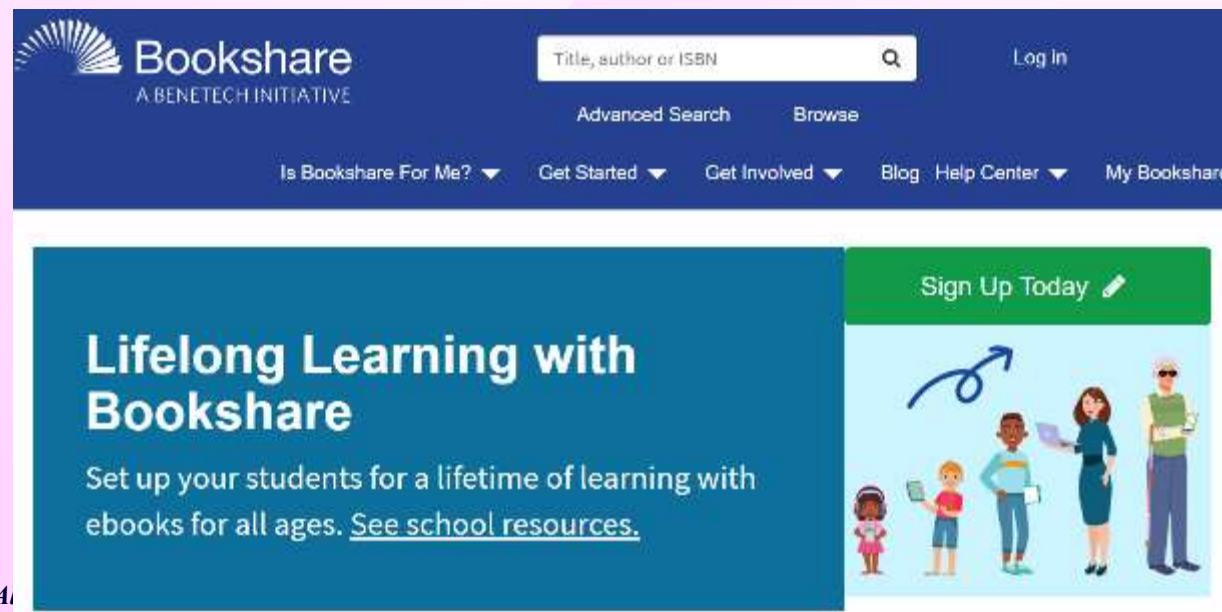 Bookshare
A BENETECH INITIATIVE
Title, author or ISBN
Log in
Advanced Search Browse
Is Bookshare For Me? Get Started Get Involved Blog Help Center My Bookshare
Sign Up Today
Lifelong Learning with
Bookshare
Set up your students for a lifetime of learning with
ebooks for all ages. See school resources.